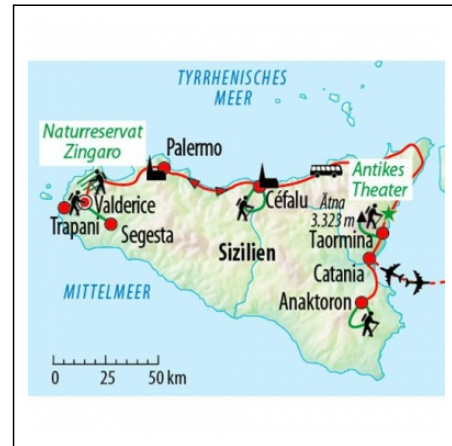 TYRRHENISCHES
MEER
Naturreservat
Zingaro
Palermo
Antikes
Theater
Valderice
Céfalu
Ätna
3.323 m
Trapani
Segesta
Taormina
Sizilien
Catania
MITTELMEER
Anaktoron
0 25 50 km